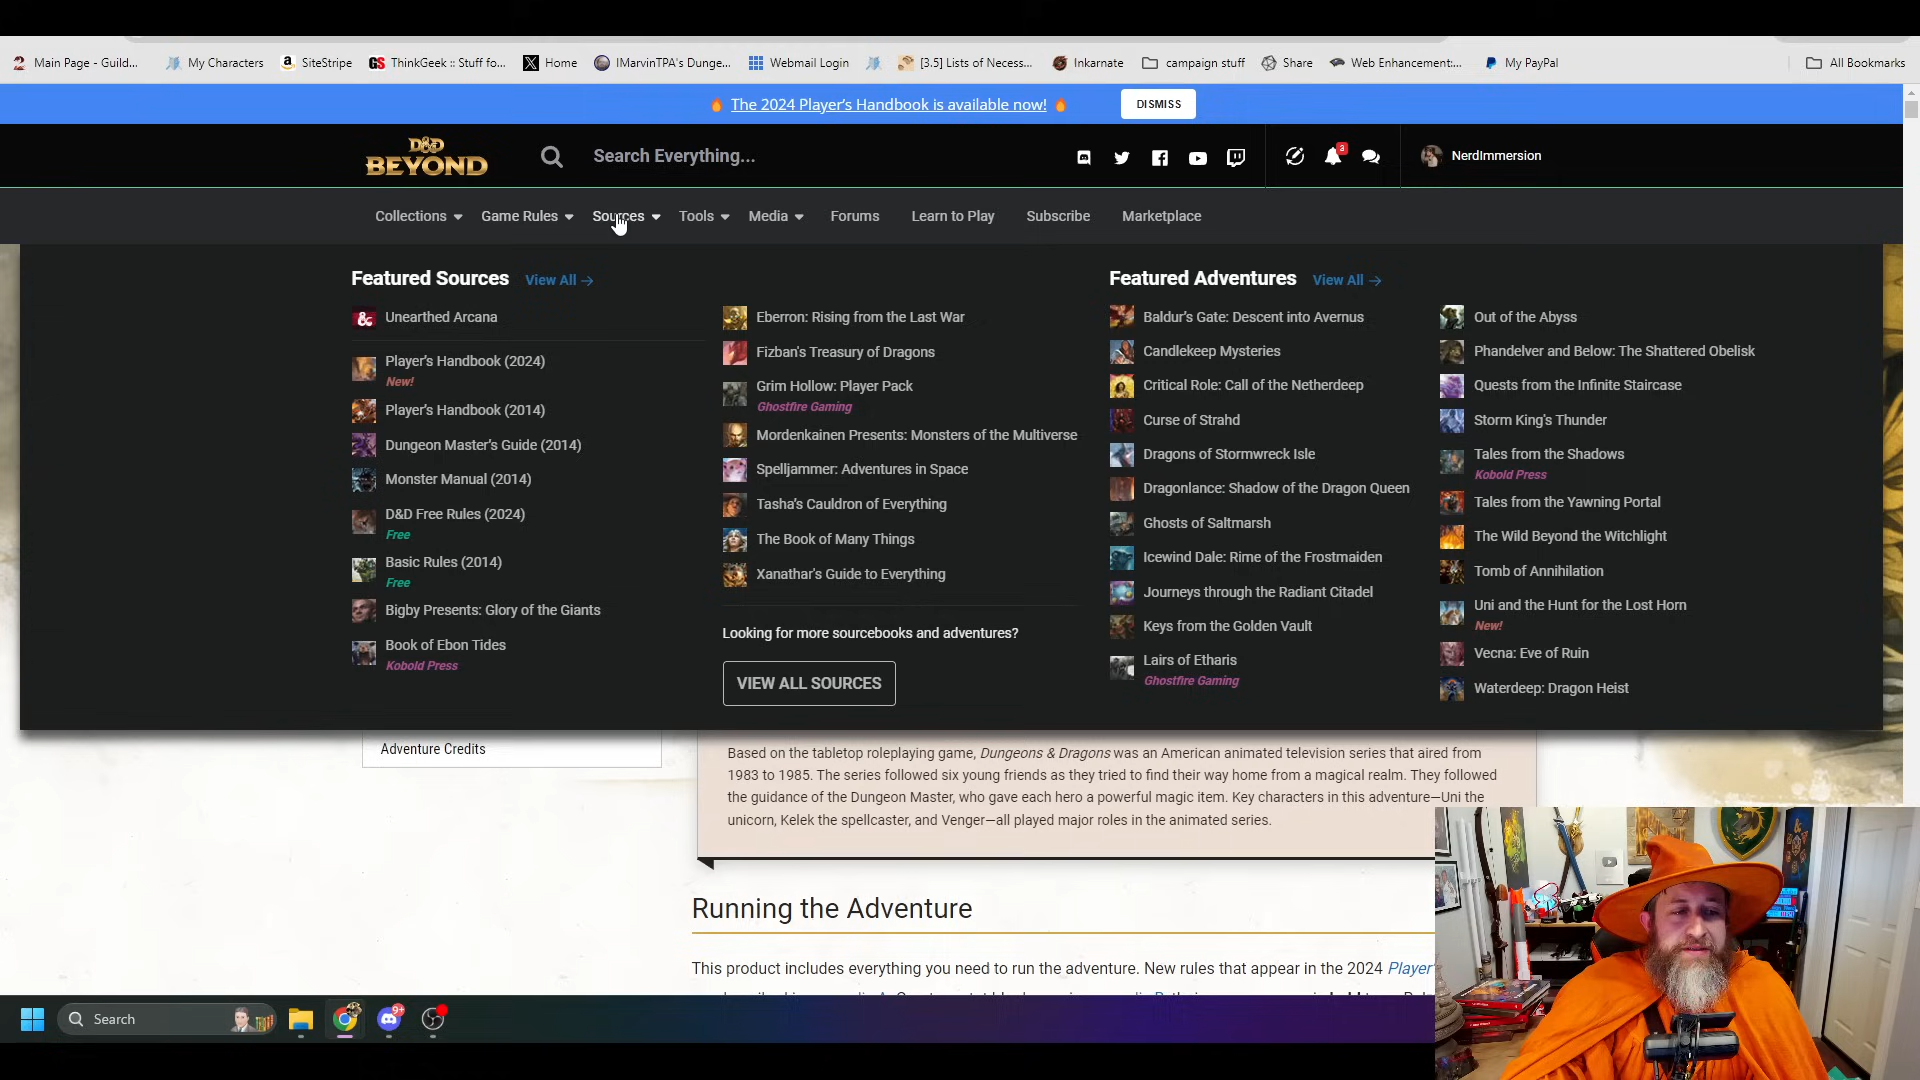 Main Page - Guild...
My Characters
SiteStripe
ThinkGeek :: Stuff fo...
Home
IMarvinTPA's Dunge...
Webmail Login
[3.5] Lists of Necess...
Inkarnate
campaign stuff
Share
Web Enhancement:...
My PayPal
All Bookmarks
The 2024 Player's Handbook is available now!
DISMISS
D&D
BEYOND
Search Everything...
3
NerdImmersion
Collections
Game Rules
Sources
Tools
Media
Forums
Learn to Play
Subscribe
Marketplace
Featured Sources
View All →
Unearthed Arcana
Player's Handbook (2024)
New!
Player's Handbook (2014)
Dungeon Master's Guide (2014)
Monster Manual (2014)
D&D Free Rules (2024)
Free
Basic Rules (2014)
Free
Bigby Presents: Glory of the Giants
Book of Ebon Tides
Kobold Press
Eberron: Rising from the Last War
Fizban's Treasury of Dragons
Grim Hollow: Player Pack
Ghostfire Gaming
Mordenkainen Presents: Monsters of the Multiverse
Spelljammer: Adventures in Space
Tasha's Cauldron of Everything
The Book of Many Things
Xanathar's Guide to Everything
Looking for more sourcebooks and adventures?
VIEW ALL SOURCES
Featured Adventures
View All →
Baldur's Gate: Descent into Avernus
Candlekeep Mysteries
Critical Role: Call of the Netherdeep
Curse of Strahd
Dragons of Stormwreck Isle
Dragonlance: Shadow of the Dragon Queen
Ghosts of Saltmarsh
Icewind Dale: Rime of the Frostmaiden
Journeys through the Radiant Citadel
Keys from the Golden Vault
Lairs of Etharis
Ghostfire Gaming
Out of the Abyss
Phandelver and Below: The Shattered Obelisk
Quests from the Infinite Staircase
Storm King's Thunder
Tales from the Shadows
Kobold Press
Tales from the Yawning Portal
The Wild Beyond the Witchlight
Tomb of Annihilation
Uni and the Hunt for the Lost Horn
New!
Vecna: Eve of Ruin
Waterdeep: Dragon Heist
Adventure Credits
Based on the tabletop roleplaying game, Dungeons & Dragons was an American animated television series that aired from
1983 to 1985. The series followed six young friends as they tried to find their way home from a magical realm. They followed
the guidance of the Dungeon Master, who gave each hero a powerful magic item. Key characters in this adventure—Uni the
unicorn, Kelek the spellcaster, and Venger—all played major roles in the animated series.
Running the Adventure
This product includes everything you need to run the adventure. New rules that appear in the 2024 Player
Search
9+